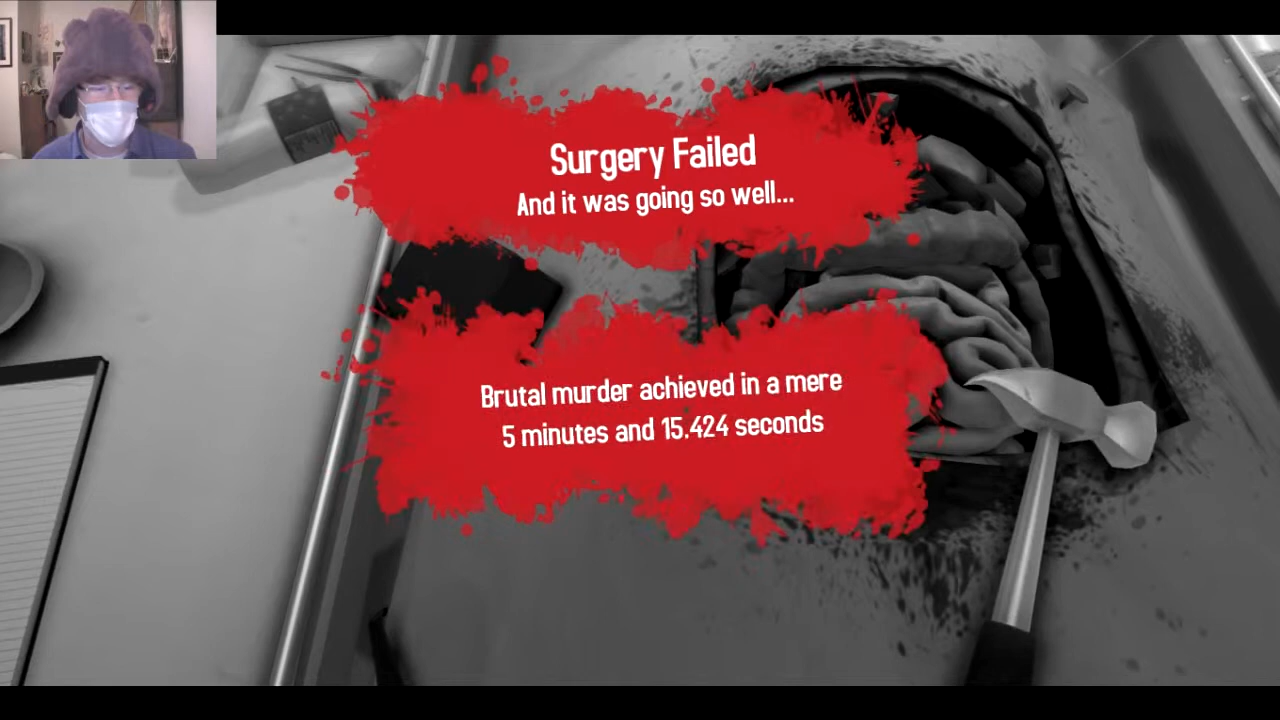 Surgery Failed
And it was going so well...
Brutal murder achieved in a mere
5 minutes and 15.424 seconds